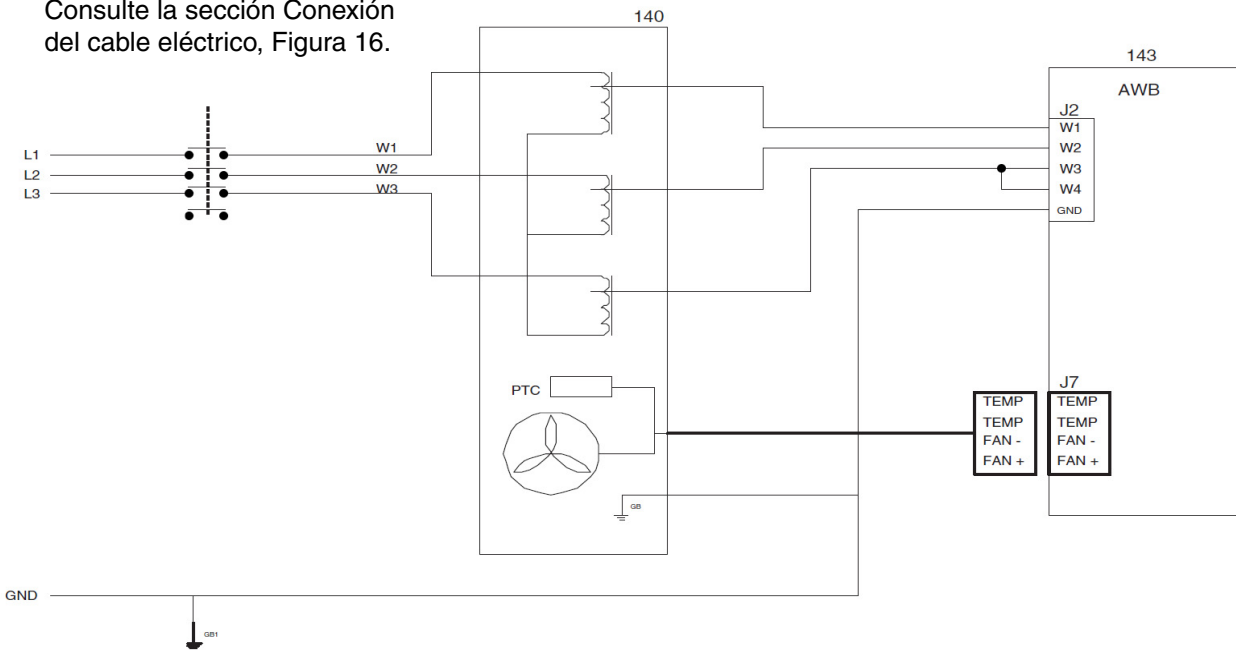 Consulte la sección Conexión
del cable eléctrico, Figura 16.
140
143
AWB
J2
W1
W2
W3
W4
GND
L1
L2
L3
W1
W2
W3
PTC
J7
TEMP
TEMP
FAN -
FAN +
TEMP
TEMP
FAN -
FAN +
GB
GND
GB1